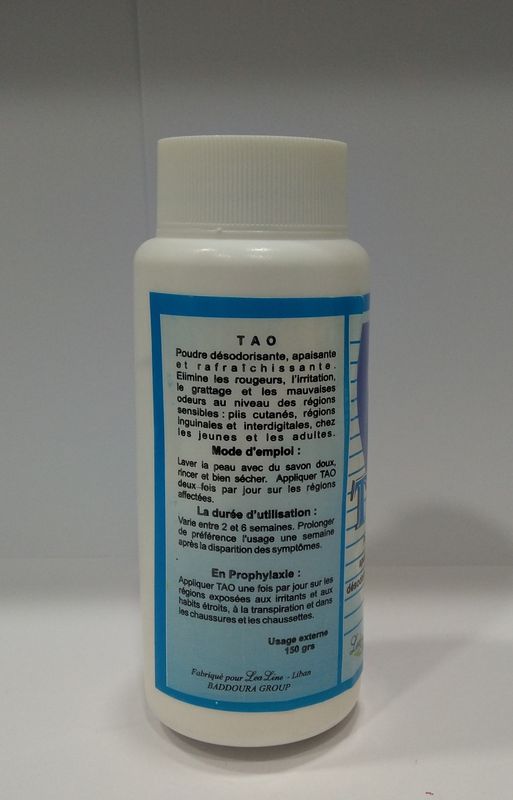 TAO
Poudre désodorisante, apaisante
et rafraîchissante.
Elimine les rougeurs, l'irritation,
le grattage et les mauvaises
odeurs au niveau des régions
sensibles : plis cutanés, régions
inguinales et interdigitales, chez
les jeunes et les adultes.
Mode d'emploi :
Laver la peau avec du savon doux,
rincer et bien sécher. Appliquer TAO
deux fois par jour sur les régions
affectées.
La durée d'utilisation :
Varie entre 2 et 6 semaines. Prolonger
de préférence l'usage une semaine
après la disparition des symptômes.
En Prophylaxie :
Appliquer TAO une fois par jour sur les
régions exposées aux irritants et aux
habits étroits, à la transpiration et dans
les chaussures et les chaussettes.
Usage externe
150 grs
Fabriqué pour Lea Line - Liban
BADDOURA GROUP